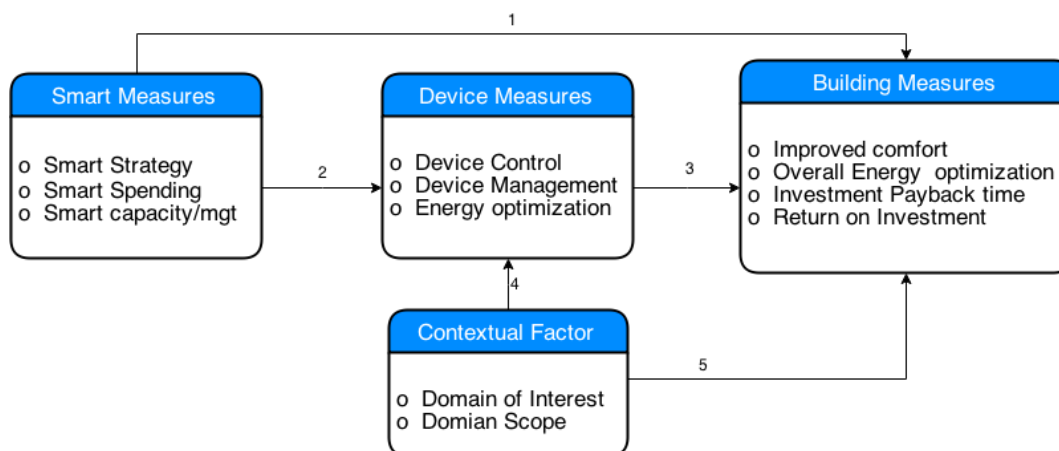 1
Smart Measures
o Smart Strategy
o Smart Spending
o Smart capacity/mgt
2
Device Measures
o Device Control
o Device Management
o Energy optimization
3
Building Measures
o Improved comfort
o Overall Energy optimization
o Investment Payback time
o Return on Investment
4
Contextual Factor
o Domain of Interest
o Domian Scope
5